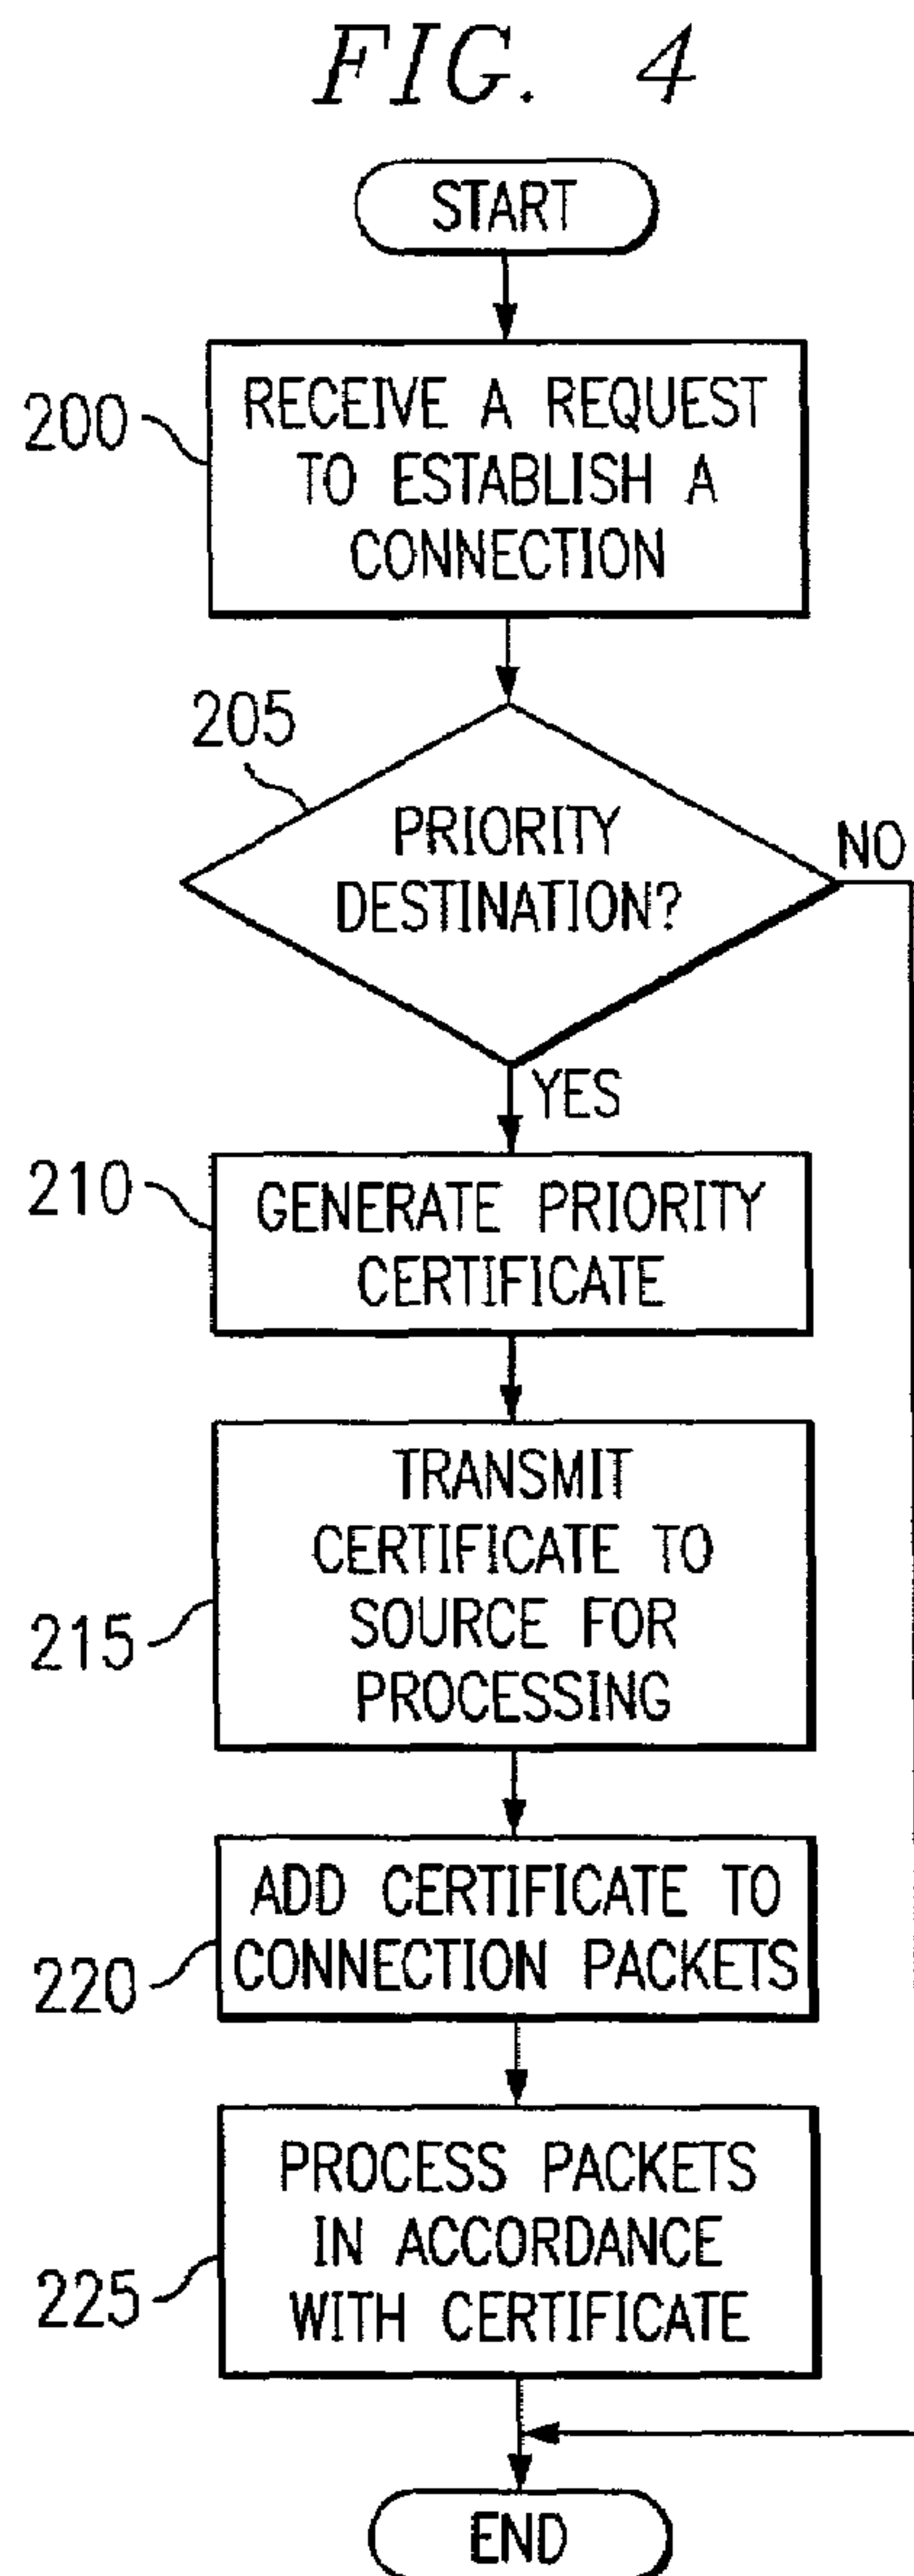 FIG. 4
START
200
RECEIVE A REQUEST
TO ESTABLISH A
CONNECTION
205
PRIORITY
DESTINATION?
NO
YES
210
GENERATE PRIORITY
CERTIFICATE
215
TRANSMIT
CERTIFICATE TO
SOURCE FOR
PROCESSING
220
ADD CERTIFICATE TO
CONNECTION PACKETS
225
PROCESS PACKETS
IN ACCORDANCE
WITH CERTIFICATE
END